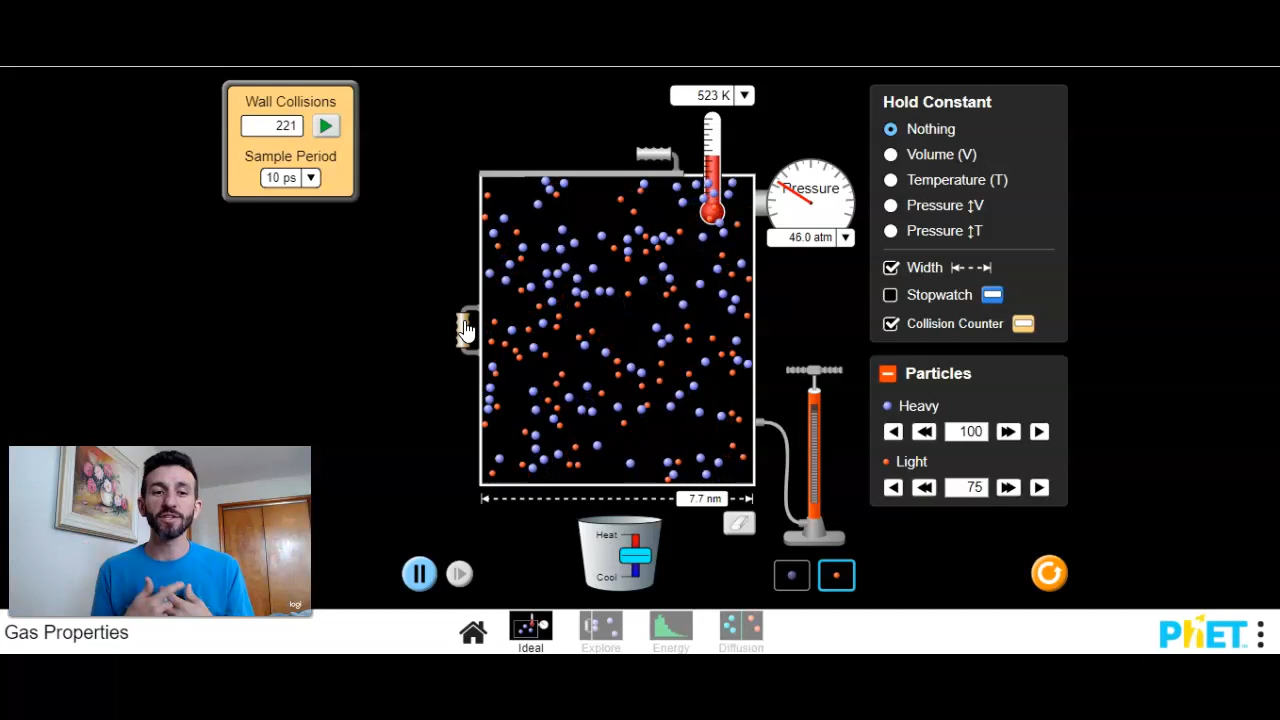 Wall Collisions
221
Sample Period
10 ps
523 K
Pressure
46.0 atm
Hold Constant
Nothing
Volume (V)
Temperature (T)
Pressure ↕V
Pressure ↕T
Width
Stopwatch
Collision Counter
Particles
Heavy
100
Light
75
7.7 nm
Heat
Cool
logi
Gas Properties
Ideal
Explore
Energy
Diffusion
PhET